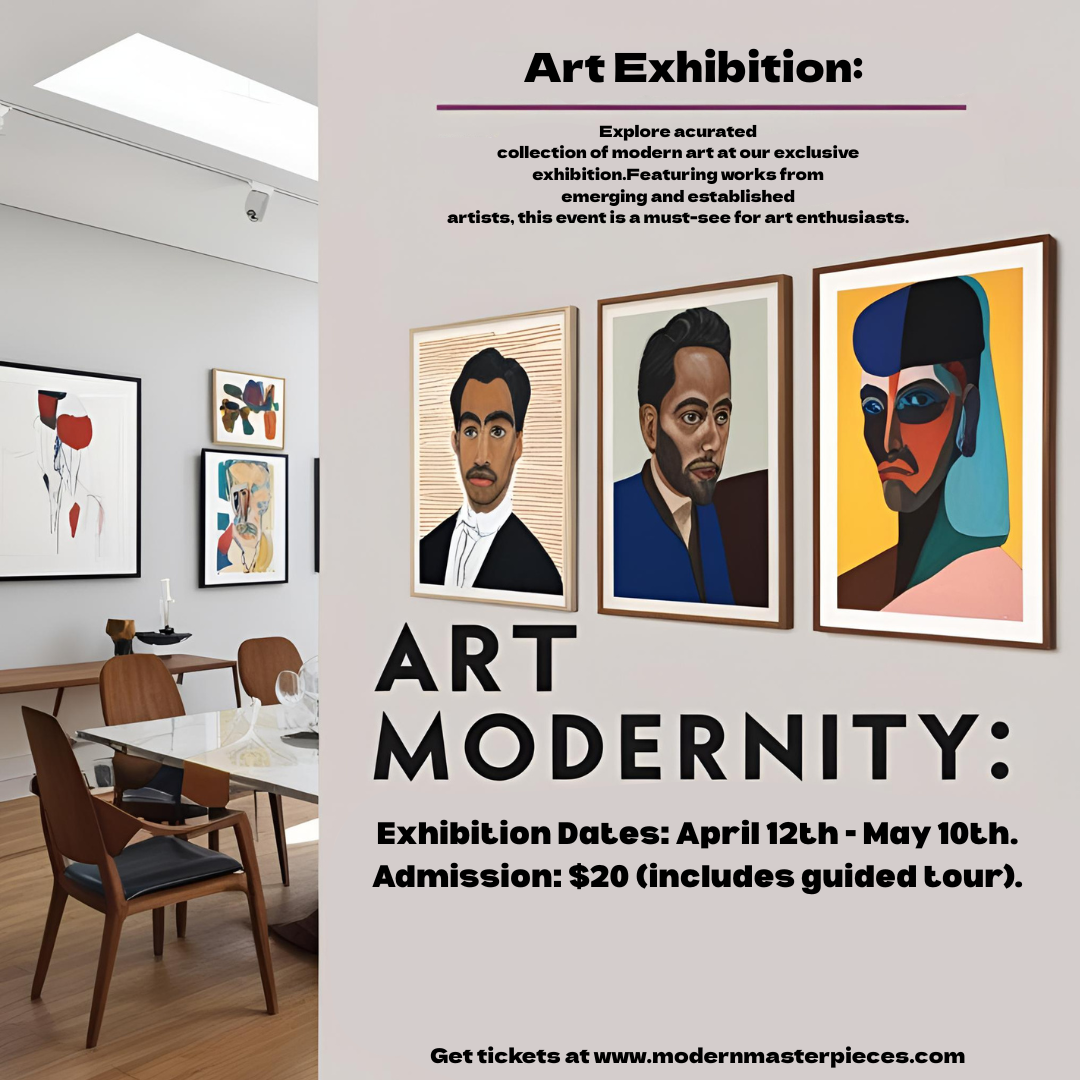 Art Exhibition:
Explore acurated
collection of modern art at our exclusive
exhibition.Featuring works from
emerging and established
artists, this event is a must-see for art enthusiasts.
ART
MODERNITY:
Exhibition Dates: April 12th - May 10th.
Admission: $20 (includes guided tour).
Get tickets at www.modernmasterpieces.com